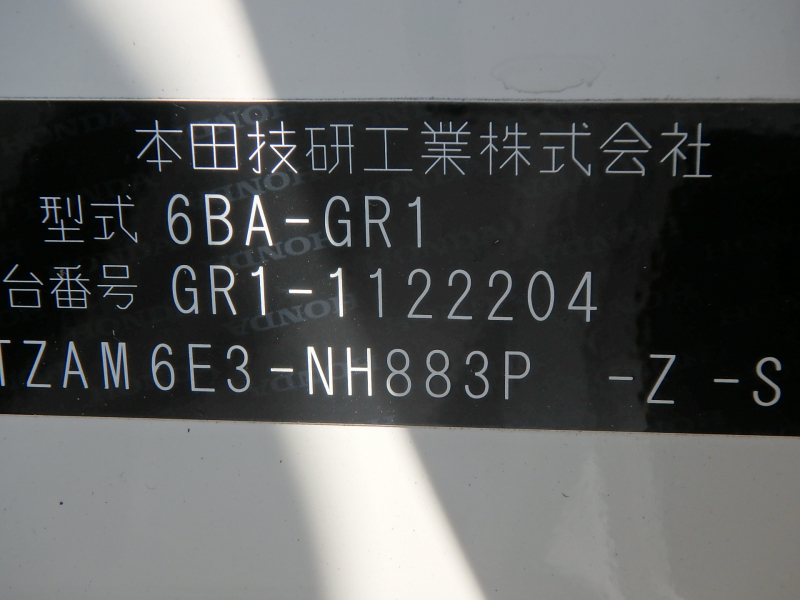 本田技研工業株式会社
型式 6BA-GR1
台番号 GR1-1122204
TZAM6E3-NH883P -Z -S